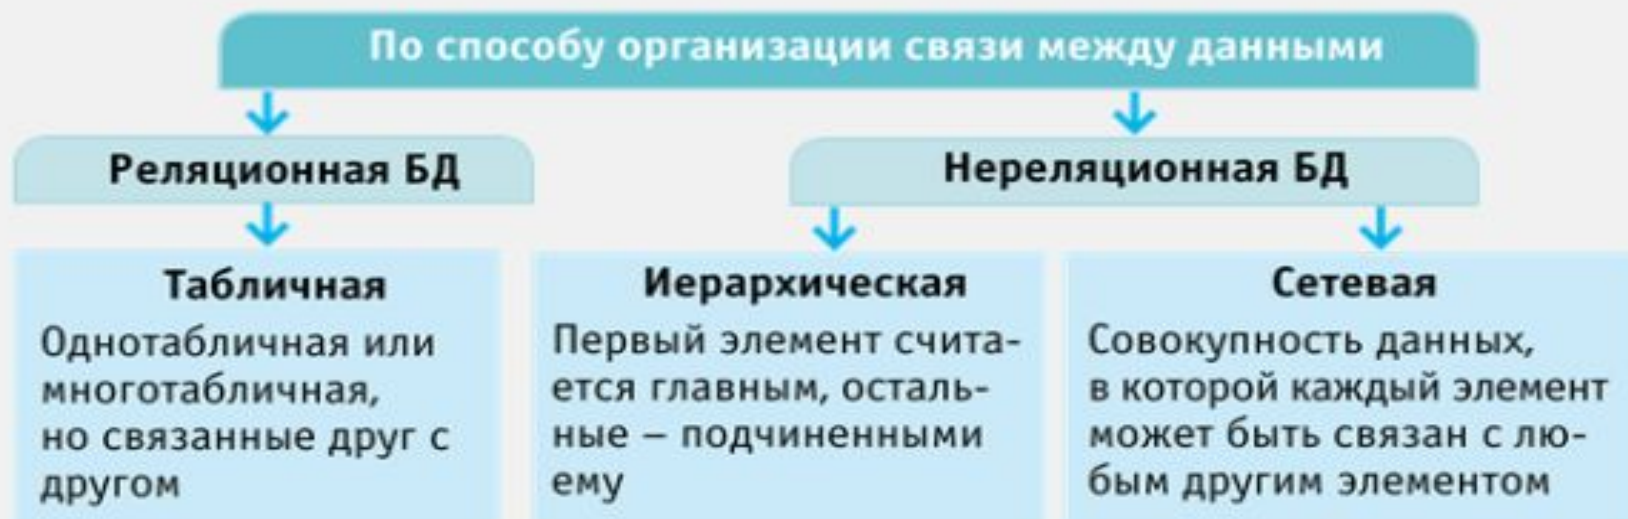 По способу организации связи между данными
Реляционная БД
Нереляционная БД
Табличная
Однотабличная или
многотабличная,
но связанные друг с
другом
Иерархическая
Первый элемент счита-
ется главным, осталь-
ные – подчиненными
ему
Сетевая
Совокупность данных,
в которой каждый элемент
может быть связан с лю-
бым другим элементом